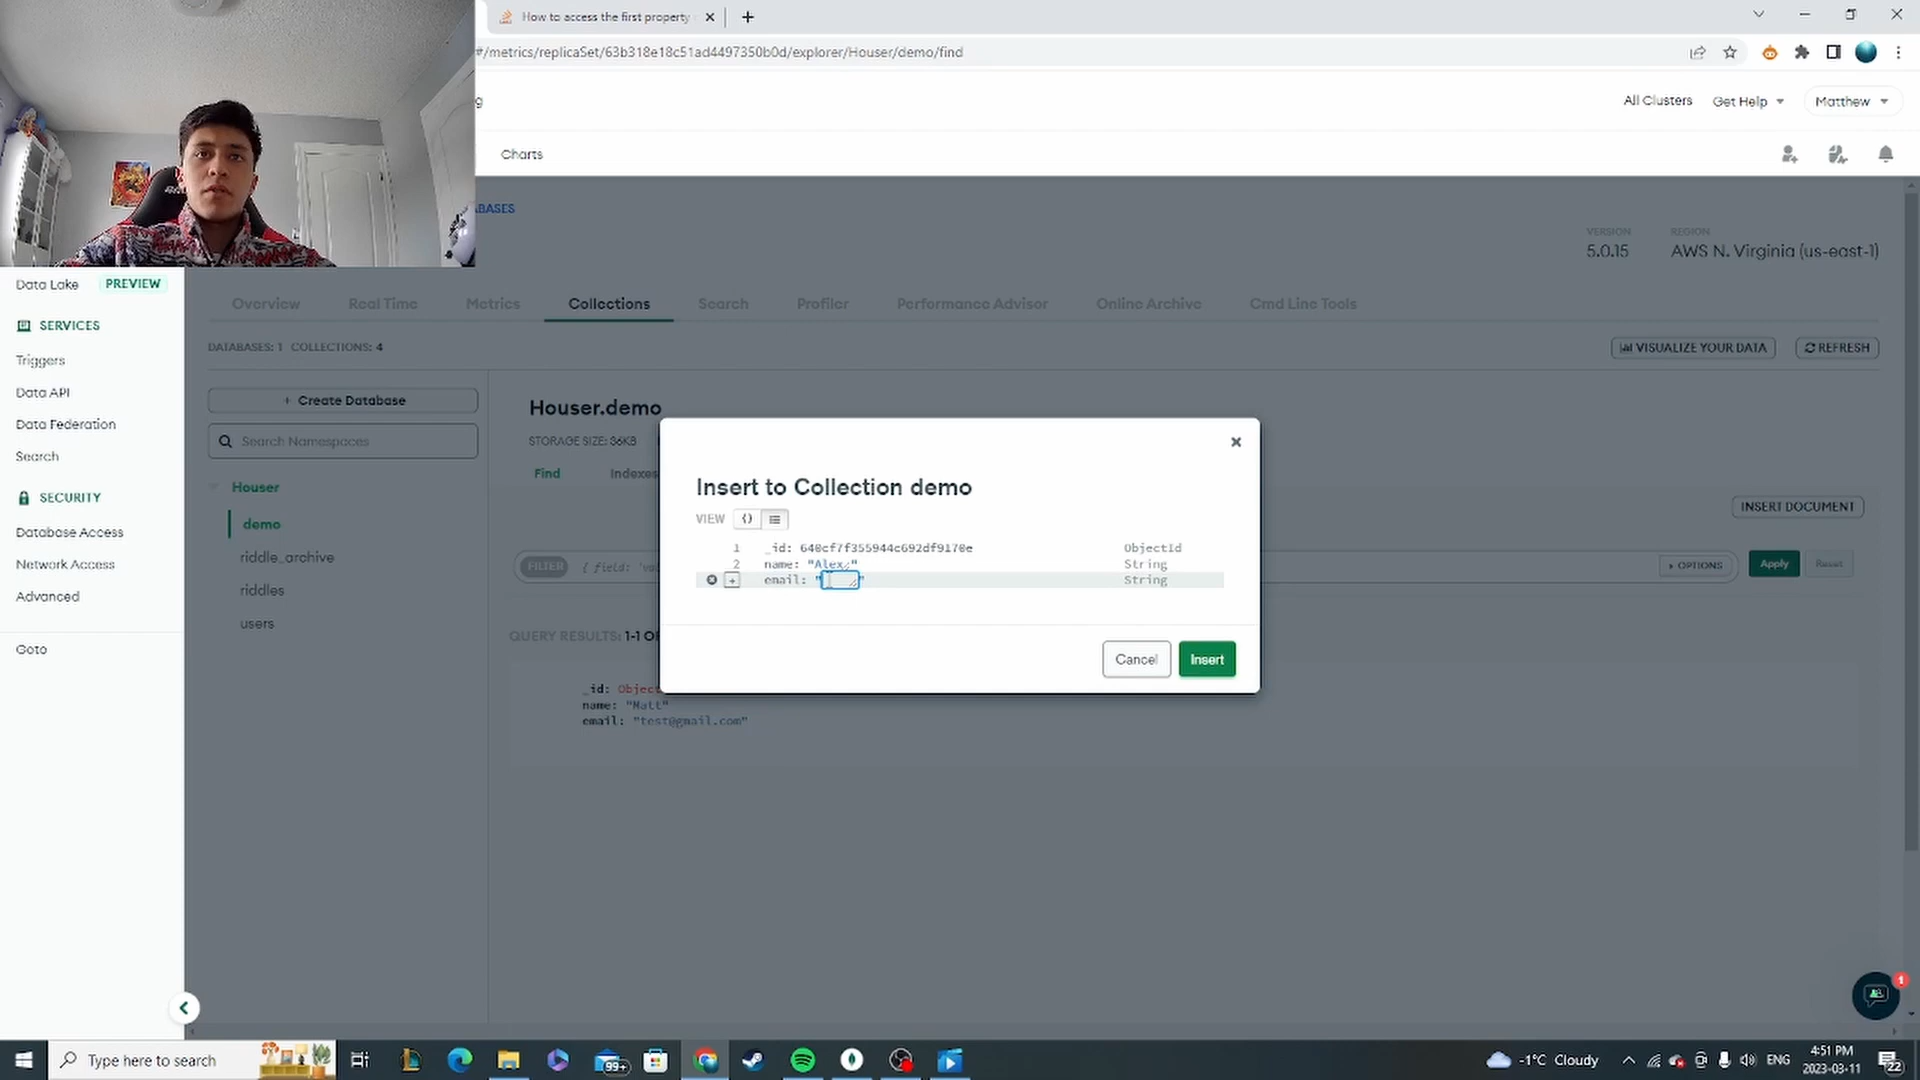 How to access the first property
#/metrics/replicaSet/63b318e18c51ad4497350b0d/explorer/Houser/demo/find
g
All Clusters
Get Help
Matthew
Charts
ABASES
VERSION
5.0.15
REGION
AWS N. Virginia (us-east-1)
Data Lake
PREVIEW
SERVICES
Triggers
Data API
Data Federation
Search
SECURITY
Database Access
Network Access
Advanced
Goto
Overview
Real Time
Metrics
Collections
Search
Profiler
Performance Advisor
Online Archive
Cmd Line Tools
DATABASES: 1 COLLECTIONS: 4
VISUALIZE YOUR DATA
REFRESH
+ Create Database
Search Namespaces
Houser
demo
riddle_archive
riddles
users
Houser.demo
STORAGE SIZE: 36KB
Find
Indexes
INSERT DOCUMENT
FILTER
{ field: 'val
OPTIONS
Apply
Reset
QUERY RESULTS: 1-1 O
_id: Object
name: "Matt"
email: "test@gmail.com"
Insert to Collection demo
VIEW
{}
1 _id: 640cf7f355944c692df9170e ObjectId
2 name: "Alex" String
email: "" String
Cancel
Insert
1
Type here to search
99+
-1°C Cloudy
ENG
4:51 PM
2023-03-11
22